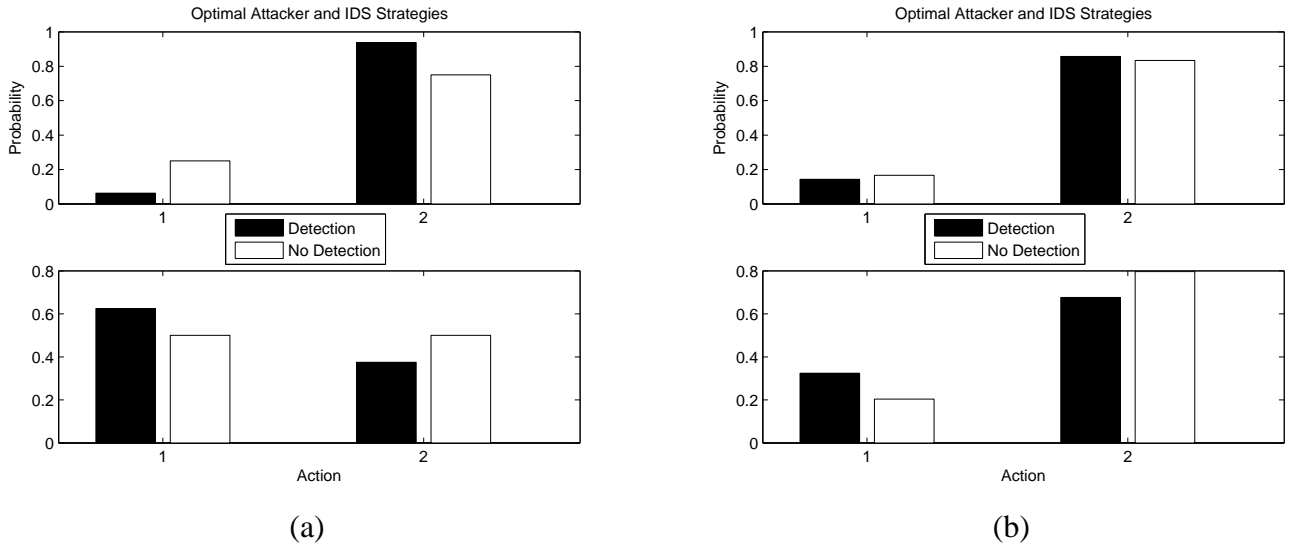 Optimal Attacker and IDS Strategies
1
0.8
0.6
0.4
0.2
0
Probability
1
2
Detection
No Detection
0.8
0.6
0.4
0.2
0
1
2
Action
(a)
Optimal Attacker and IDS Strategies
1
0.8
0.6
0.4
0.2
0
Probability
1
2
Detection
No Detection
0.8
0.6
0.4
0.2
0
1
2
Action
(b)